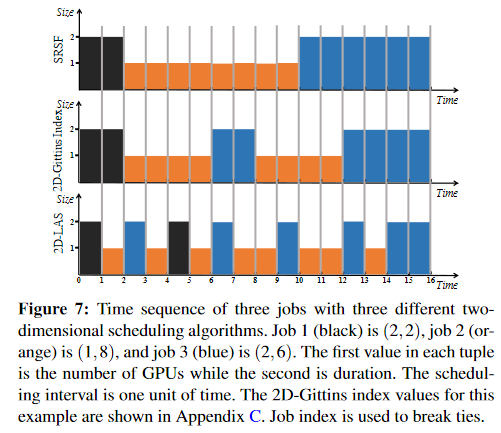 Size
SRSF
2
1
Time
Size
2D-Gittins Index
2
1
Time
Size
2D-LAS
2
1
0 1 2 3 4 5 6 7 8 9 10 11 12 13 14 15 16
Time
Figure 7: Time sequence of three jobs with three different two-
dimensional scheduling algorithms. Job 1 (black) is (2,2), job 2 (or-
ange) is (1,8), and job 3 (blue) is (2,6). The first value in each tuple
is the number of GPUs while the second is duration. The schedul-
ing interval is one unit of time. The 2D-Gittins index values for this
example are shown in Appendix C. Job index is used to break ties.